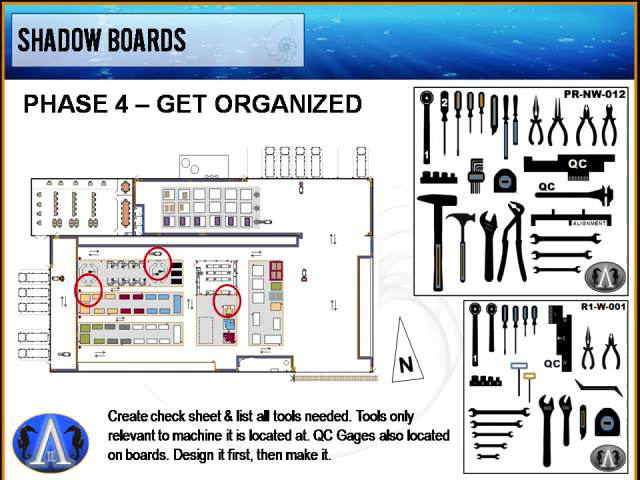 SHADOW BOARDS
PHASE 4 – GET ORGANIZED
PR-NW-012
2
1
QC
QC
ALIGNMENT
R1-W-001
1
QC
N
Create check sheet & list all tools needed. Tools only
relevant to machine it is located at. QC Gages also located
on boards. Design it first, then make it.